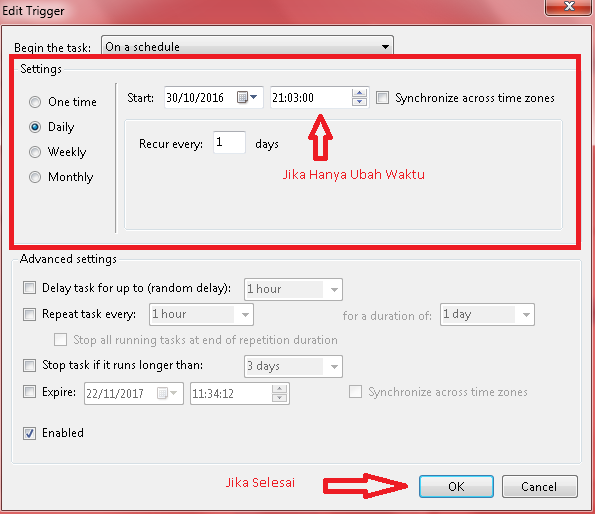 Edit Trigger
Begin the task: On a schedule
Settings
One time
Daily
Weekly
Monthly
Start: 30/10/2016 21:03:00 Synchronize across time zones
Recur every: 1 days
Jika Hanya Ubah Waktu
Advanced settings
Delay task for up to (random delay): 1 hour
Repeat task every: 1 hour for a duration of: 1 day
Stop all running tasks at end of repetition duration
Stop task if it runs longer than: 3 days
Expire: 22/11/2017 11:34:12 Synchronize across time zones
Enabled
Jika Selesai OK Cancel